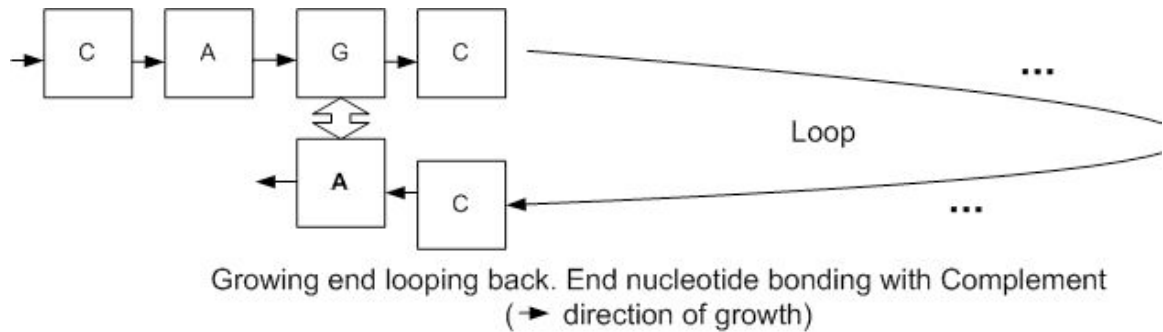 C A G C
...
Loop
A
C
...
Growing end looping back. End nucleotide bonding with Complement
(→ direction of growth)